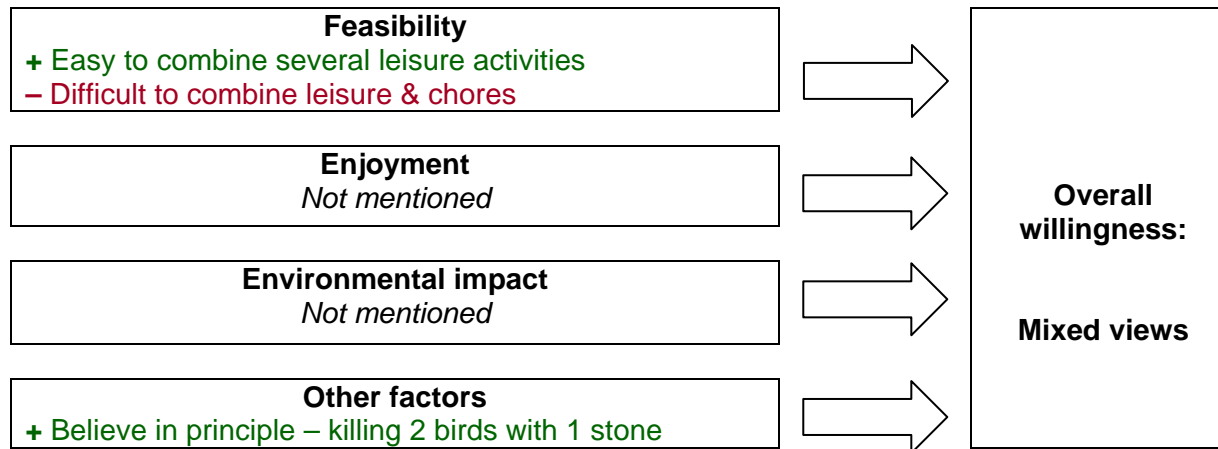 Feasibility
+ Easy to combine several leisure activities
– Difficult to combine leisure & chores
Enjoyment
Not mentioned
Environmental impact
Not mentioned
Other factors
+ Believe in principle – killing 2 birds with 1 stone
Overall
willingness:
Mixed views